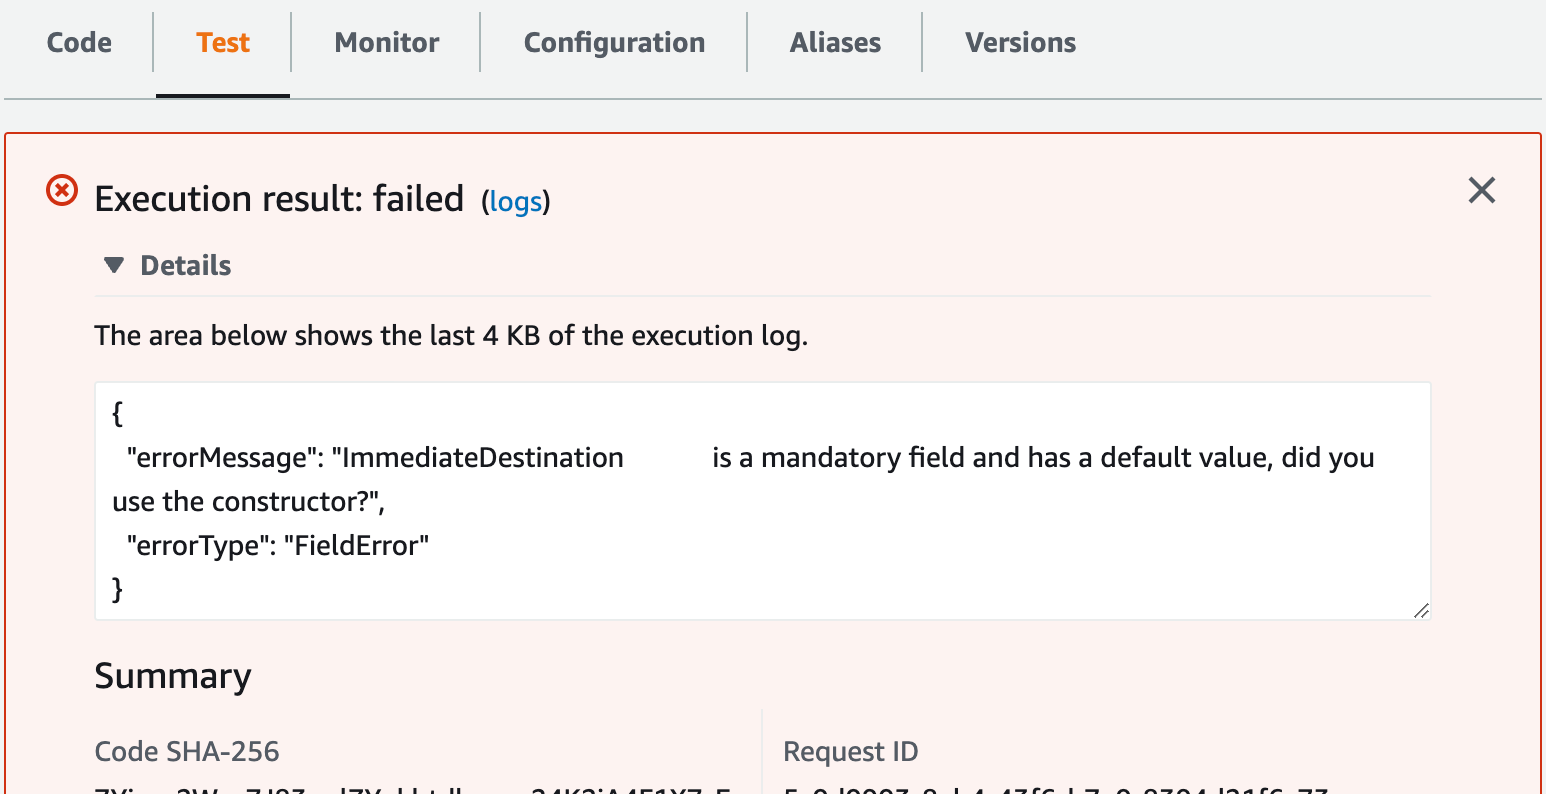 Code Test Monitor Configuration Aliases Versions
Execution result: failed (logs)
Details
The area below shows the last 4 KB of the execution log.
{
"errorMessage": "ImmediateDestination is a mandatory field and has a default value, did you
use the constructor?",
"errorType": "FieldError"
}
Summary
Code SHA-256 Request ID